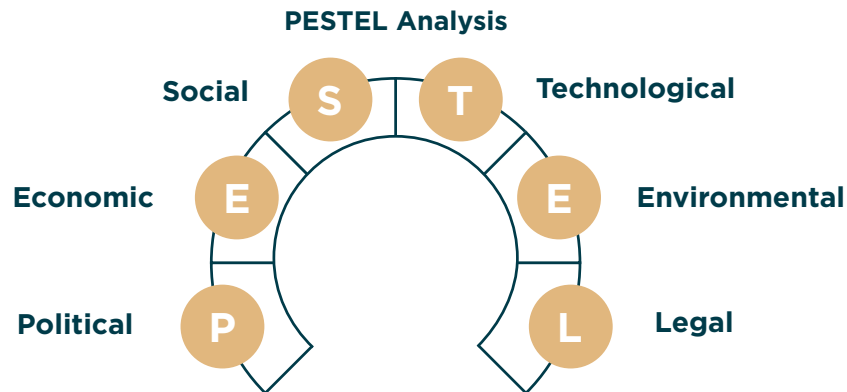 PESTEL Analysis
Social
S
T
Technological
Economic
E
E
Environmental
Political
P
L
Legal